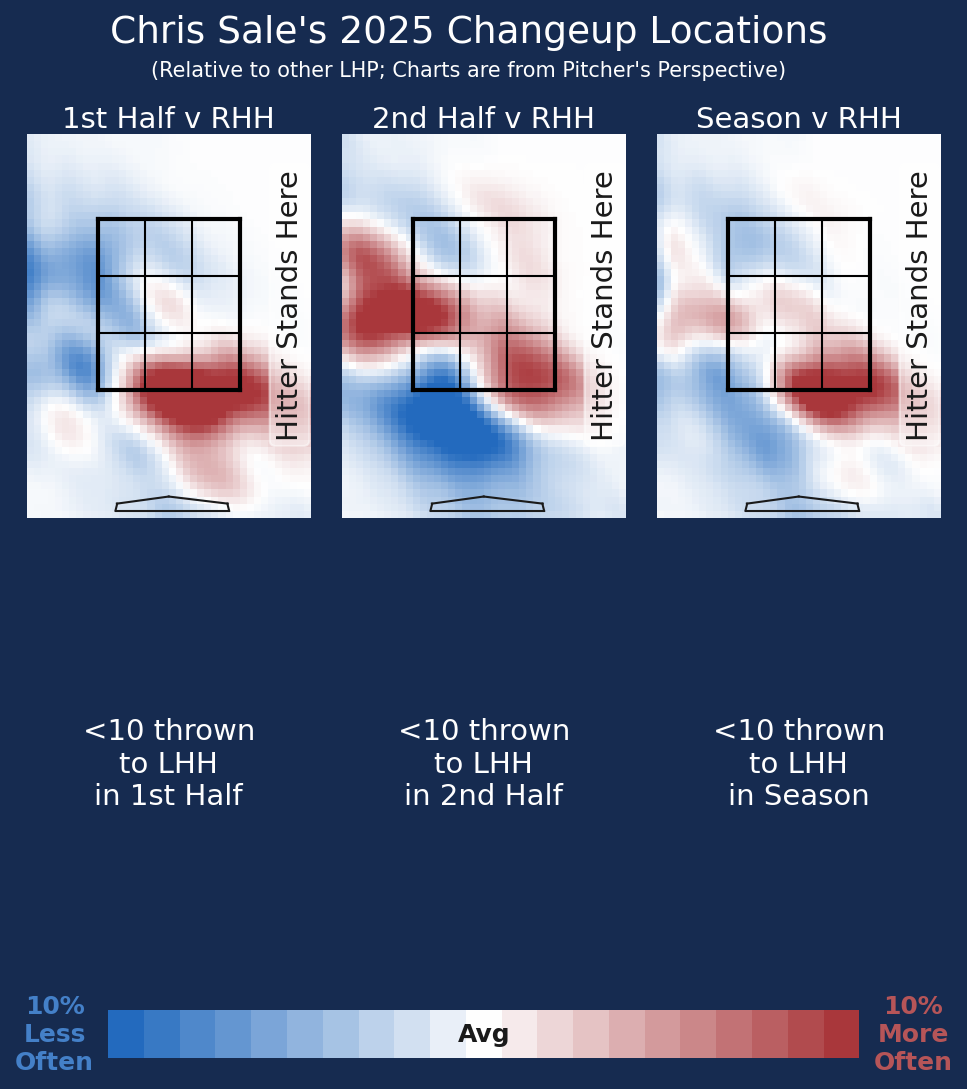 Chris Sale's 2025 Changeup Locations
(Relative to other LHP; Charts are from Pitcher's Perspective)
1st Half v RHH
2nd Half v RHH
Season v RHH
Hitter Stands Here
Hitter Stands Here
Hitter Stands Here
<10 thrown
to LHH
in 1st Half
<10 thrown
to LHH
in 2nd Half
<10 thrown
to LHH
in Season
10%
Less
Often
Avg
10%
More
Often